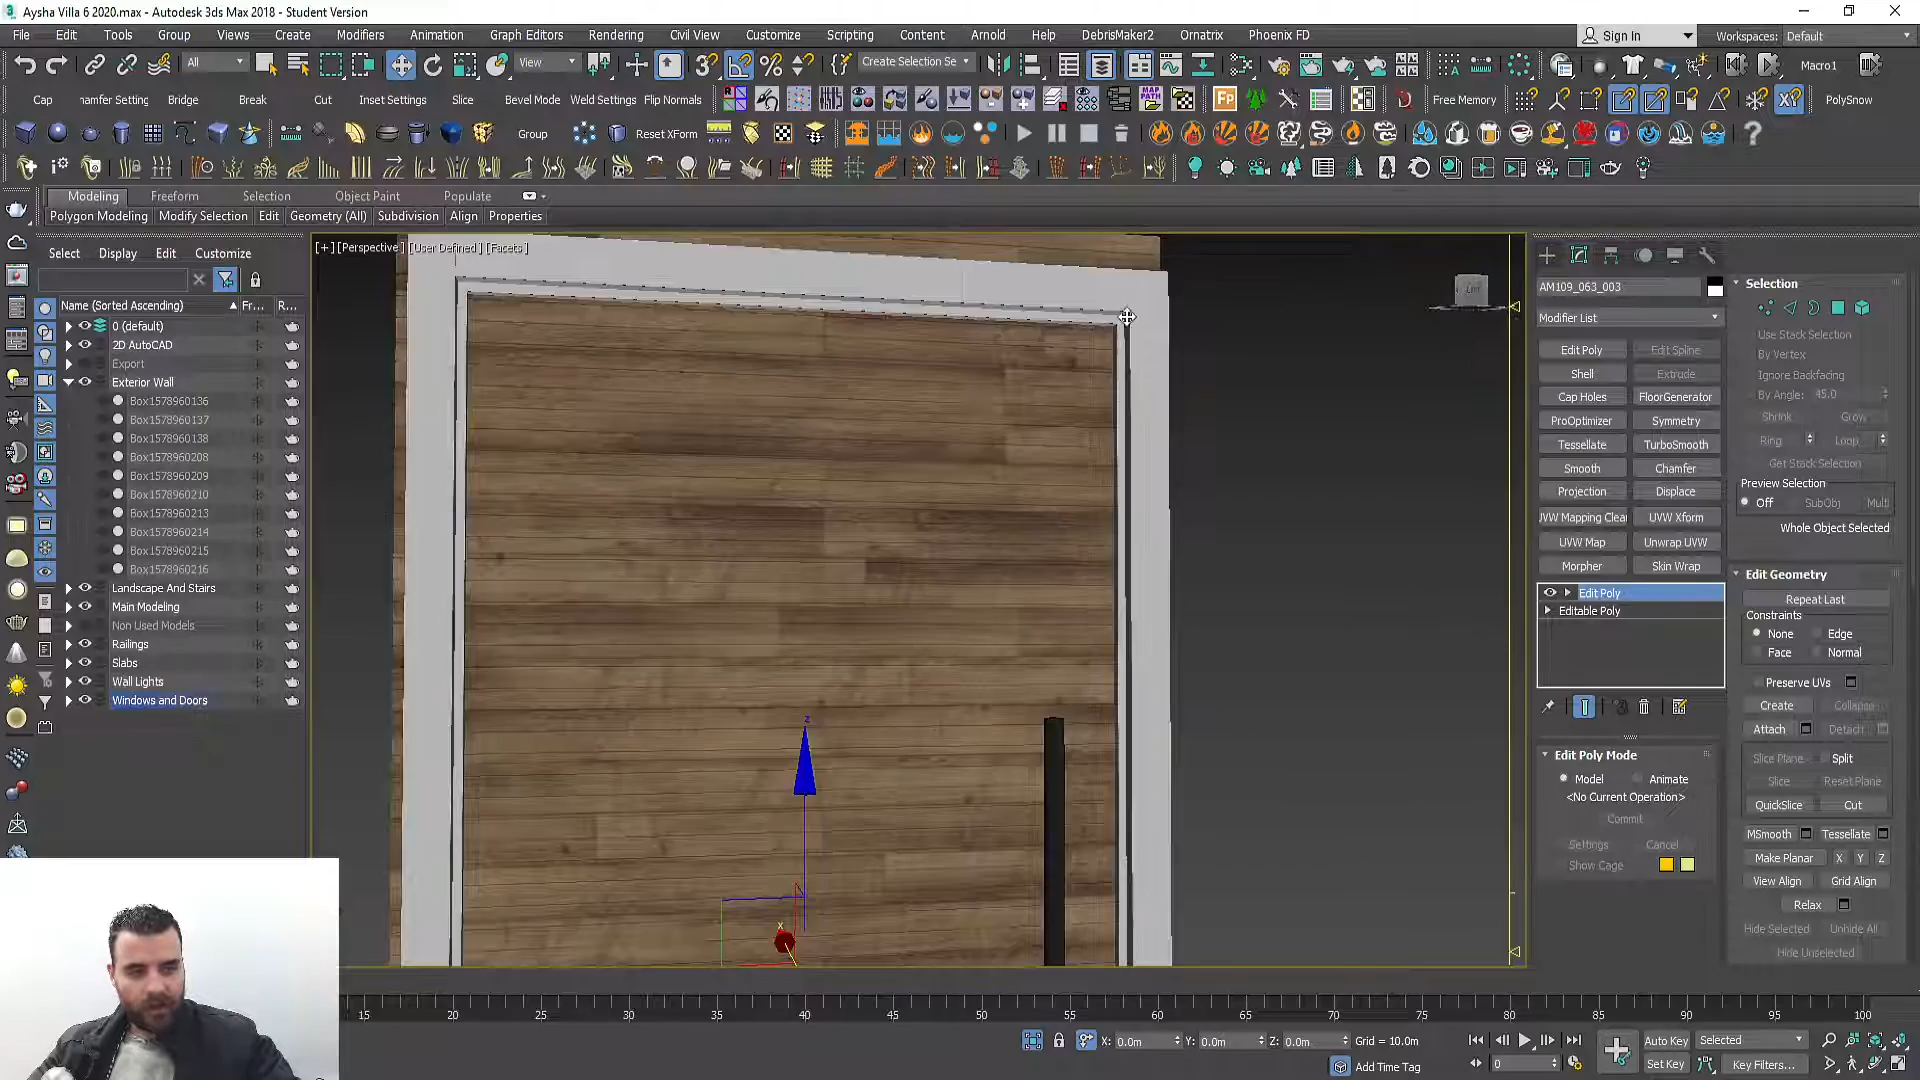 Aysha Villa 6 2020.max - Autodesk 3ds Max 2018 - Student Version
File Edit Tools Group Views Create Modifiers Animation Graph Editors Rendering Civil View Customize Scripting Content Arnold Help DebrisMaker2 Ornatrix Phoenix FD Sign In Workspaces: Default
All View Create Selection Se Macro1
Cap hamfer Setting Bridge Break Cut Inset Settings Slice Bevel Mode Weld Settings Flip Normals Free Memory PolySnow
Group Reset XForm
Modeling Freeform Selection Object Paint Populate
Polygon Modeling Modify Selection Edit Geometry (All) Subdivision Align Properties
Select Display Edit Customize
[+] [Perspective] [User Defined] [Facets]
Name (Sorted Ascending) Fr... R...
0 (default)
2D AutoCAD
Export
Exterior Wall
Box1578960136
Box1578960137
Box1578960138
Box1578960208
Box1578960209
Box1578960210
Box1578960213
Box1578960214
Box1578960215
Box1578960216
Landscape And Stairs
Main Modeling
Non Used Models
Railings
Slabs
Wall Lights
Windows and Doors
z
x
AM109_063_003
Modifier List
Edit Poly Edit Spline
Shell Extrude
Cap Holes FloorGenerator
ProOptimizer Symmetry
Tessellate TurboSmooth
Smooth Chamfer
Projection Displace
UVW Mapping Clear UVW Xform
UVW Map Unwrap UVW
Morpher Skin Wrap
Edit Poly
Editable Poly
Edit Poly Mode
Model Animate
<No Current Operation>
Commit
Settings Cancel
Show Cage
Selection
Use Stack Selection
By Vertex
Ignore Backfacing
By Angle: 45.0
Shrink Grow
Ring Loop
Get Stack Selection
Preview Selection
Off SubObj Multi
Whole Object Selected
Edit Geometry
Repeat Last
Constraints
None Edge
Face Normal
Preserve UVs
Create Collapse
Attach Detach
Slice Plane Split
Slice Reset Plane
QuickSlice Cut
MSmooth Tessellate
Make Planar X Y Z
View Align Grid Align
Relax
Hide Selected Unhide All
Hide Unselected
15 20 25 30 35 40 45 50 55 60 65 70 75 80 85 90 95 100
X: 0.0m Y: 0.0m Z: 0.0m Grid = 10.0m Auto Key Selected
Add Time Tag 0 Set Key Key Filters...